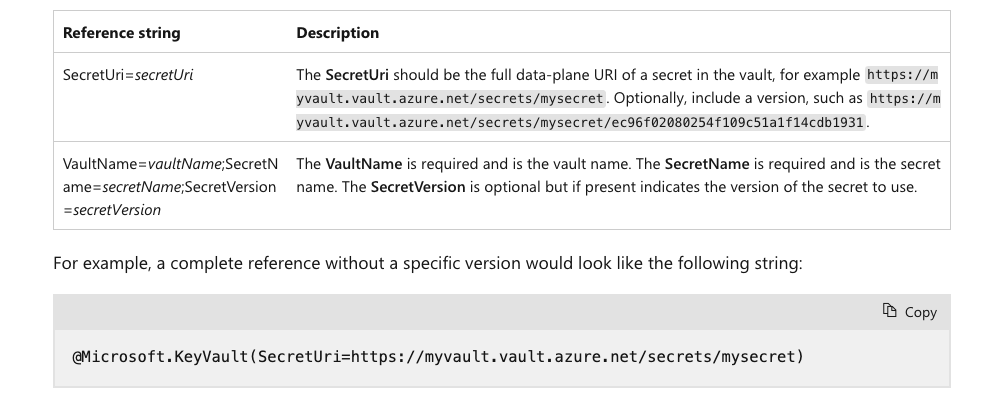 Reference string
Description
SecretUri=secretUri
The SecretUri should be the full data-plane URI of a secret in the vault, for example https://m
yvault.vault.azure.net/secrets/mysecret. Optionally, include a version, such as https://m
yvault.vault.azure.net/secrets/mysecret/ec96f02080254f109c51a1f14cdb1931.
VaultName=vaultName;SecretN
ame=secretName;SecretVersion
=secretVersion
The VaultName is required and is the vault name. The SecretName is required and is the secret
name. The SecretVersion is optional but if present indicates the version of the secret to use.
For example, a complete reference without a specific version would look like the following string:
Copy
@Microsoft.KeyVault(SecretUri=https://myvault.vault.azure.net/secrets/mysecret)